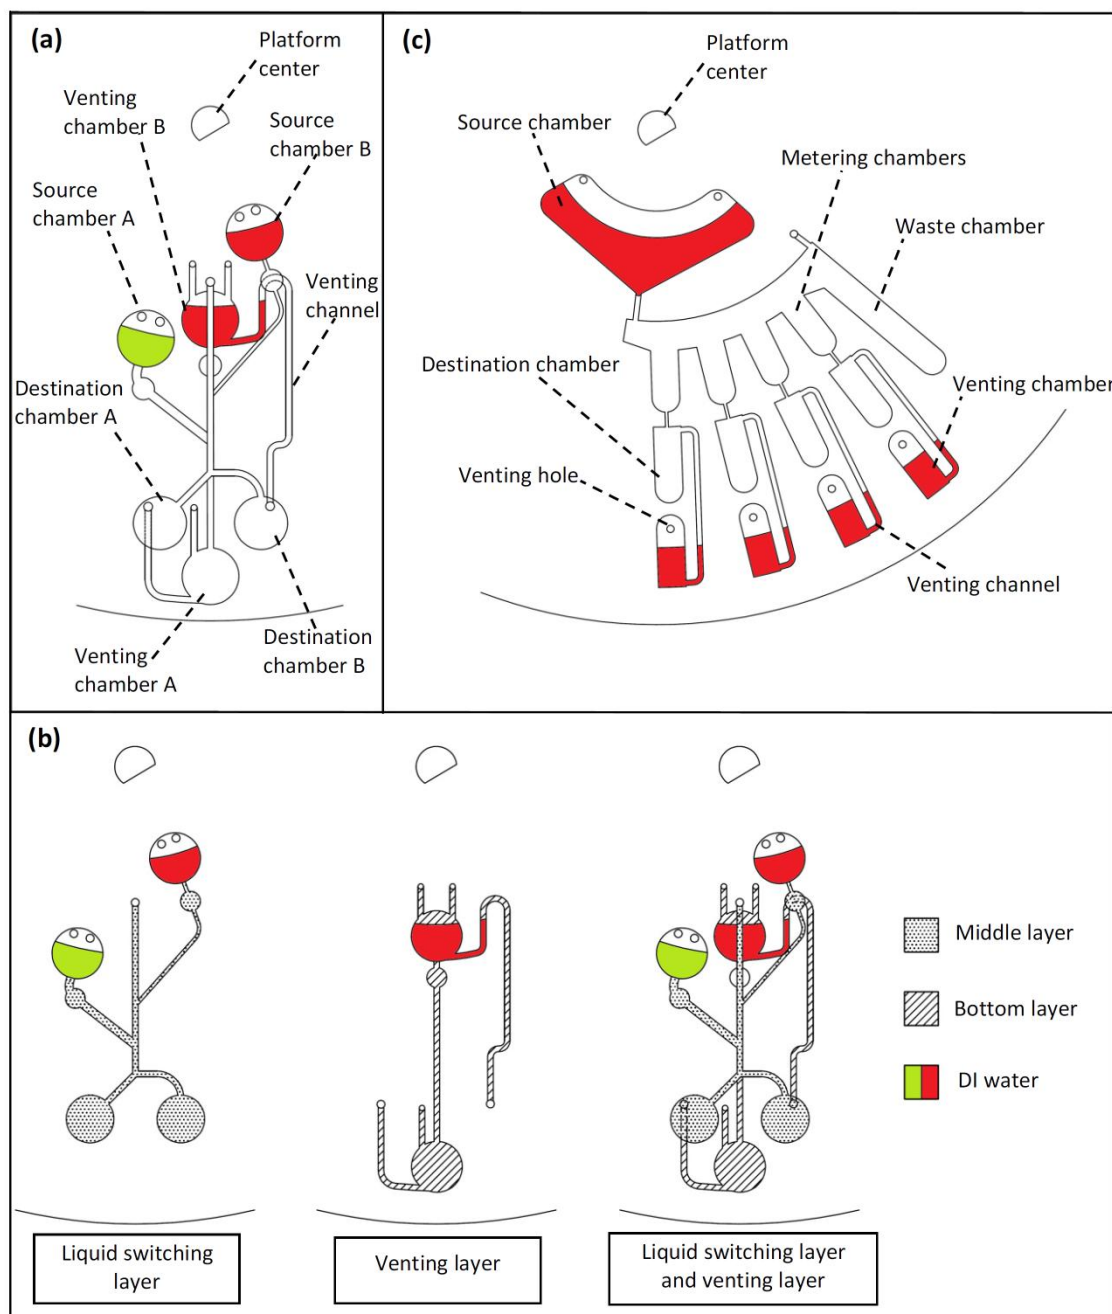 (a)
Platform
center
Venting
chamber B
Source
chamber B
Source
chamber A
Venting
channel
Destination
chamber A
Venting
chamber A
Destination
chamber B
(c)
Platform
center
Source chamber
Metering chambers
Waste chamber
Destination chamber
Venting chamber
Venting hole
Venting channel
(b)
Middle layer
Bottom layer
DI water
Liquid switching
layer
Venting layer
Liquid switching layer
and venting layer